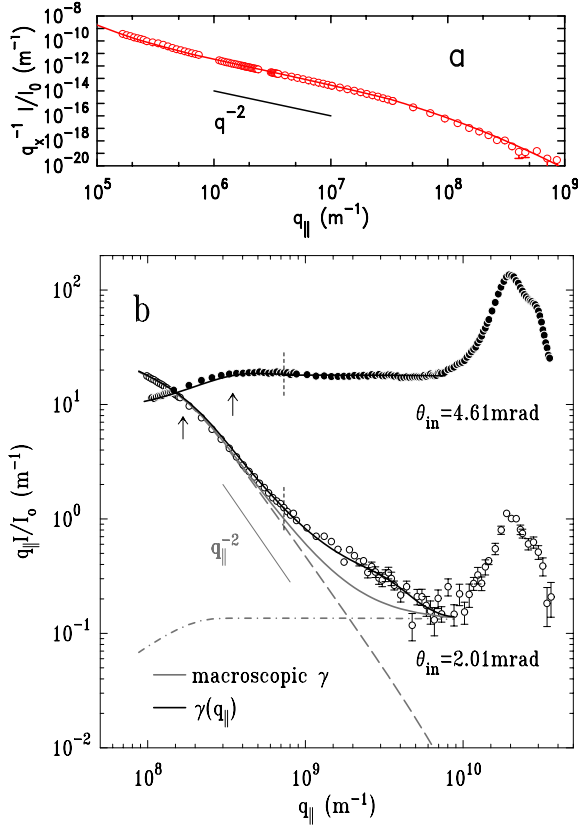 10^-8
10^-10
10^-12
10^-14
10^-16
10^-18
10^-20
q_x^-1 I/I_0 (m^-1)
a
q^-2
10^5 10^6 10^7 10^8 10^9
q_|| (m^-1)
b
10^2
10^1
10^0
10^-1
10^-2
q_||I/I_o (m^-1)
θ_in=4.61mrad
q_||^-2
θ_in=2.01mrad
macroscopic γ
γ(q_||)
10^8 10^9 10^10
q_|| (m^-1)